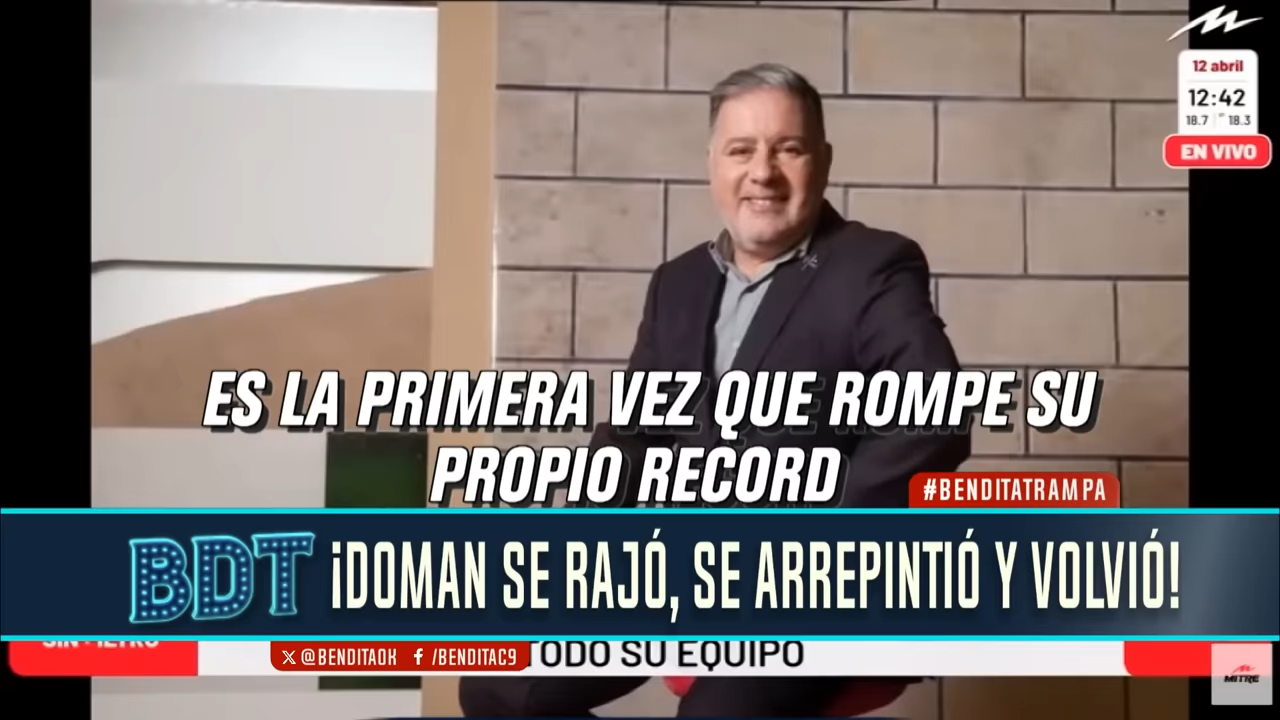 12 abril
12:42
18.7 18.3
EN VIVO
ES LA PRIMERA VEZ QUE ROMPE SU
PROPIO RECORD
#BENDITATRAMPA
BDT ¡DOMAN SE RAJÓ, SE ARREPINTIÓ Y VOLVIÓ!
@BENDITAOK /BENDITAC9
TODO SU EQUIPO
MITRE